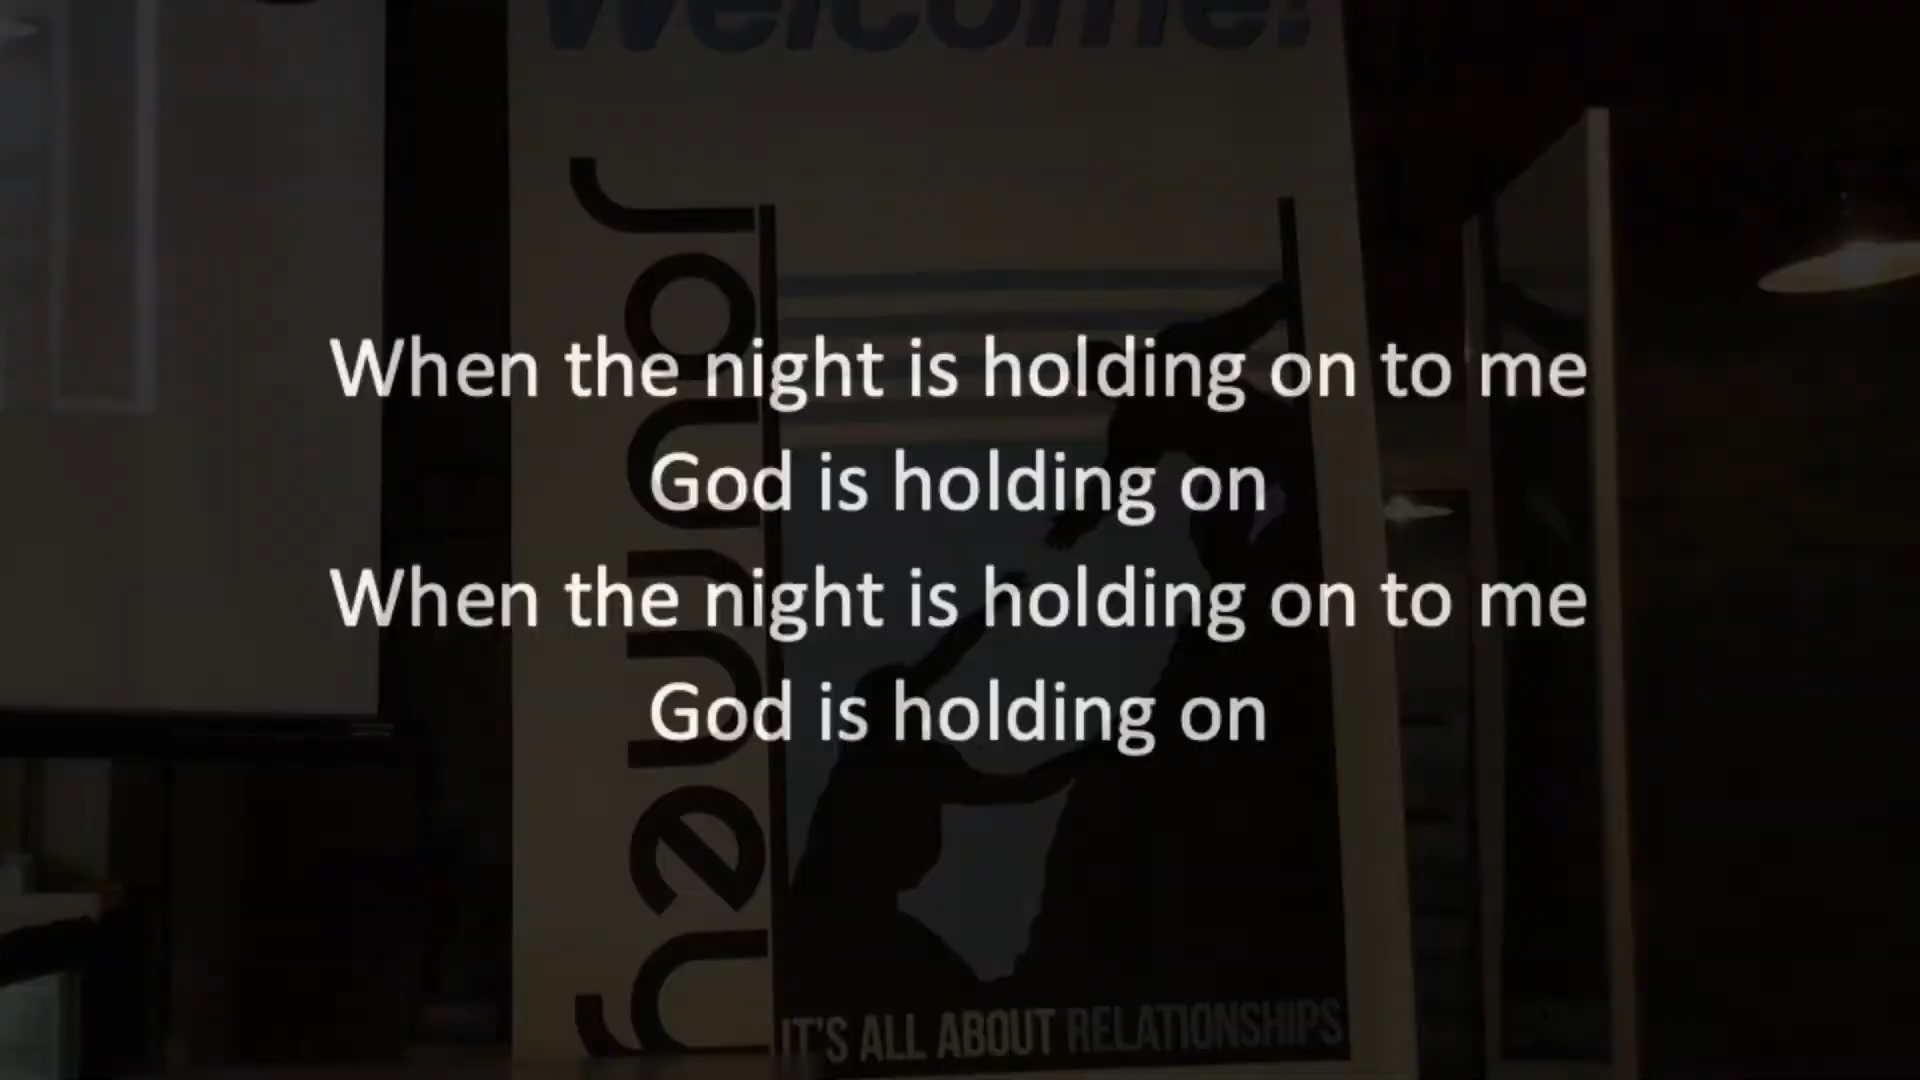 Welcome!
journey
When the night is holding on to me
God is holding on
When the night is holding on to me
God is holding on
IT'S ALL ABOUT RELATIONSHIPS